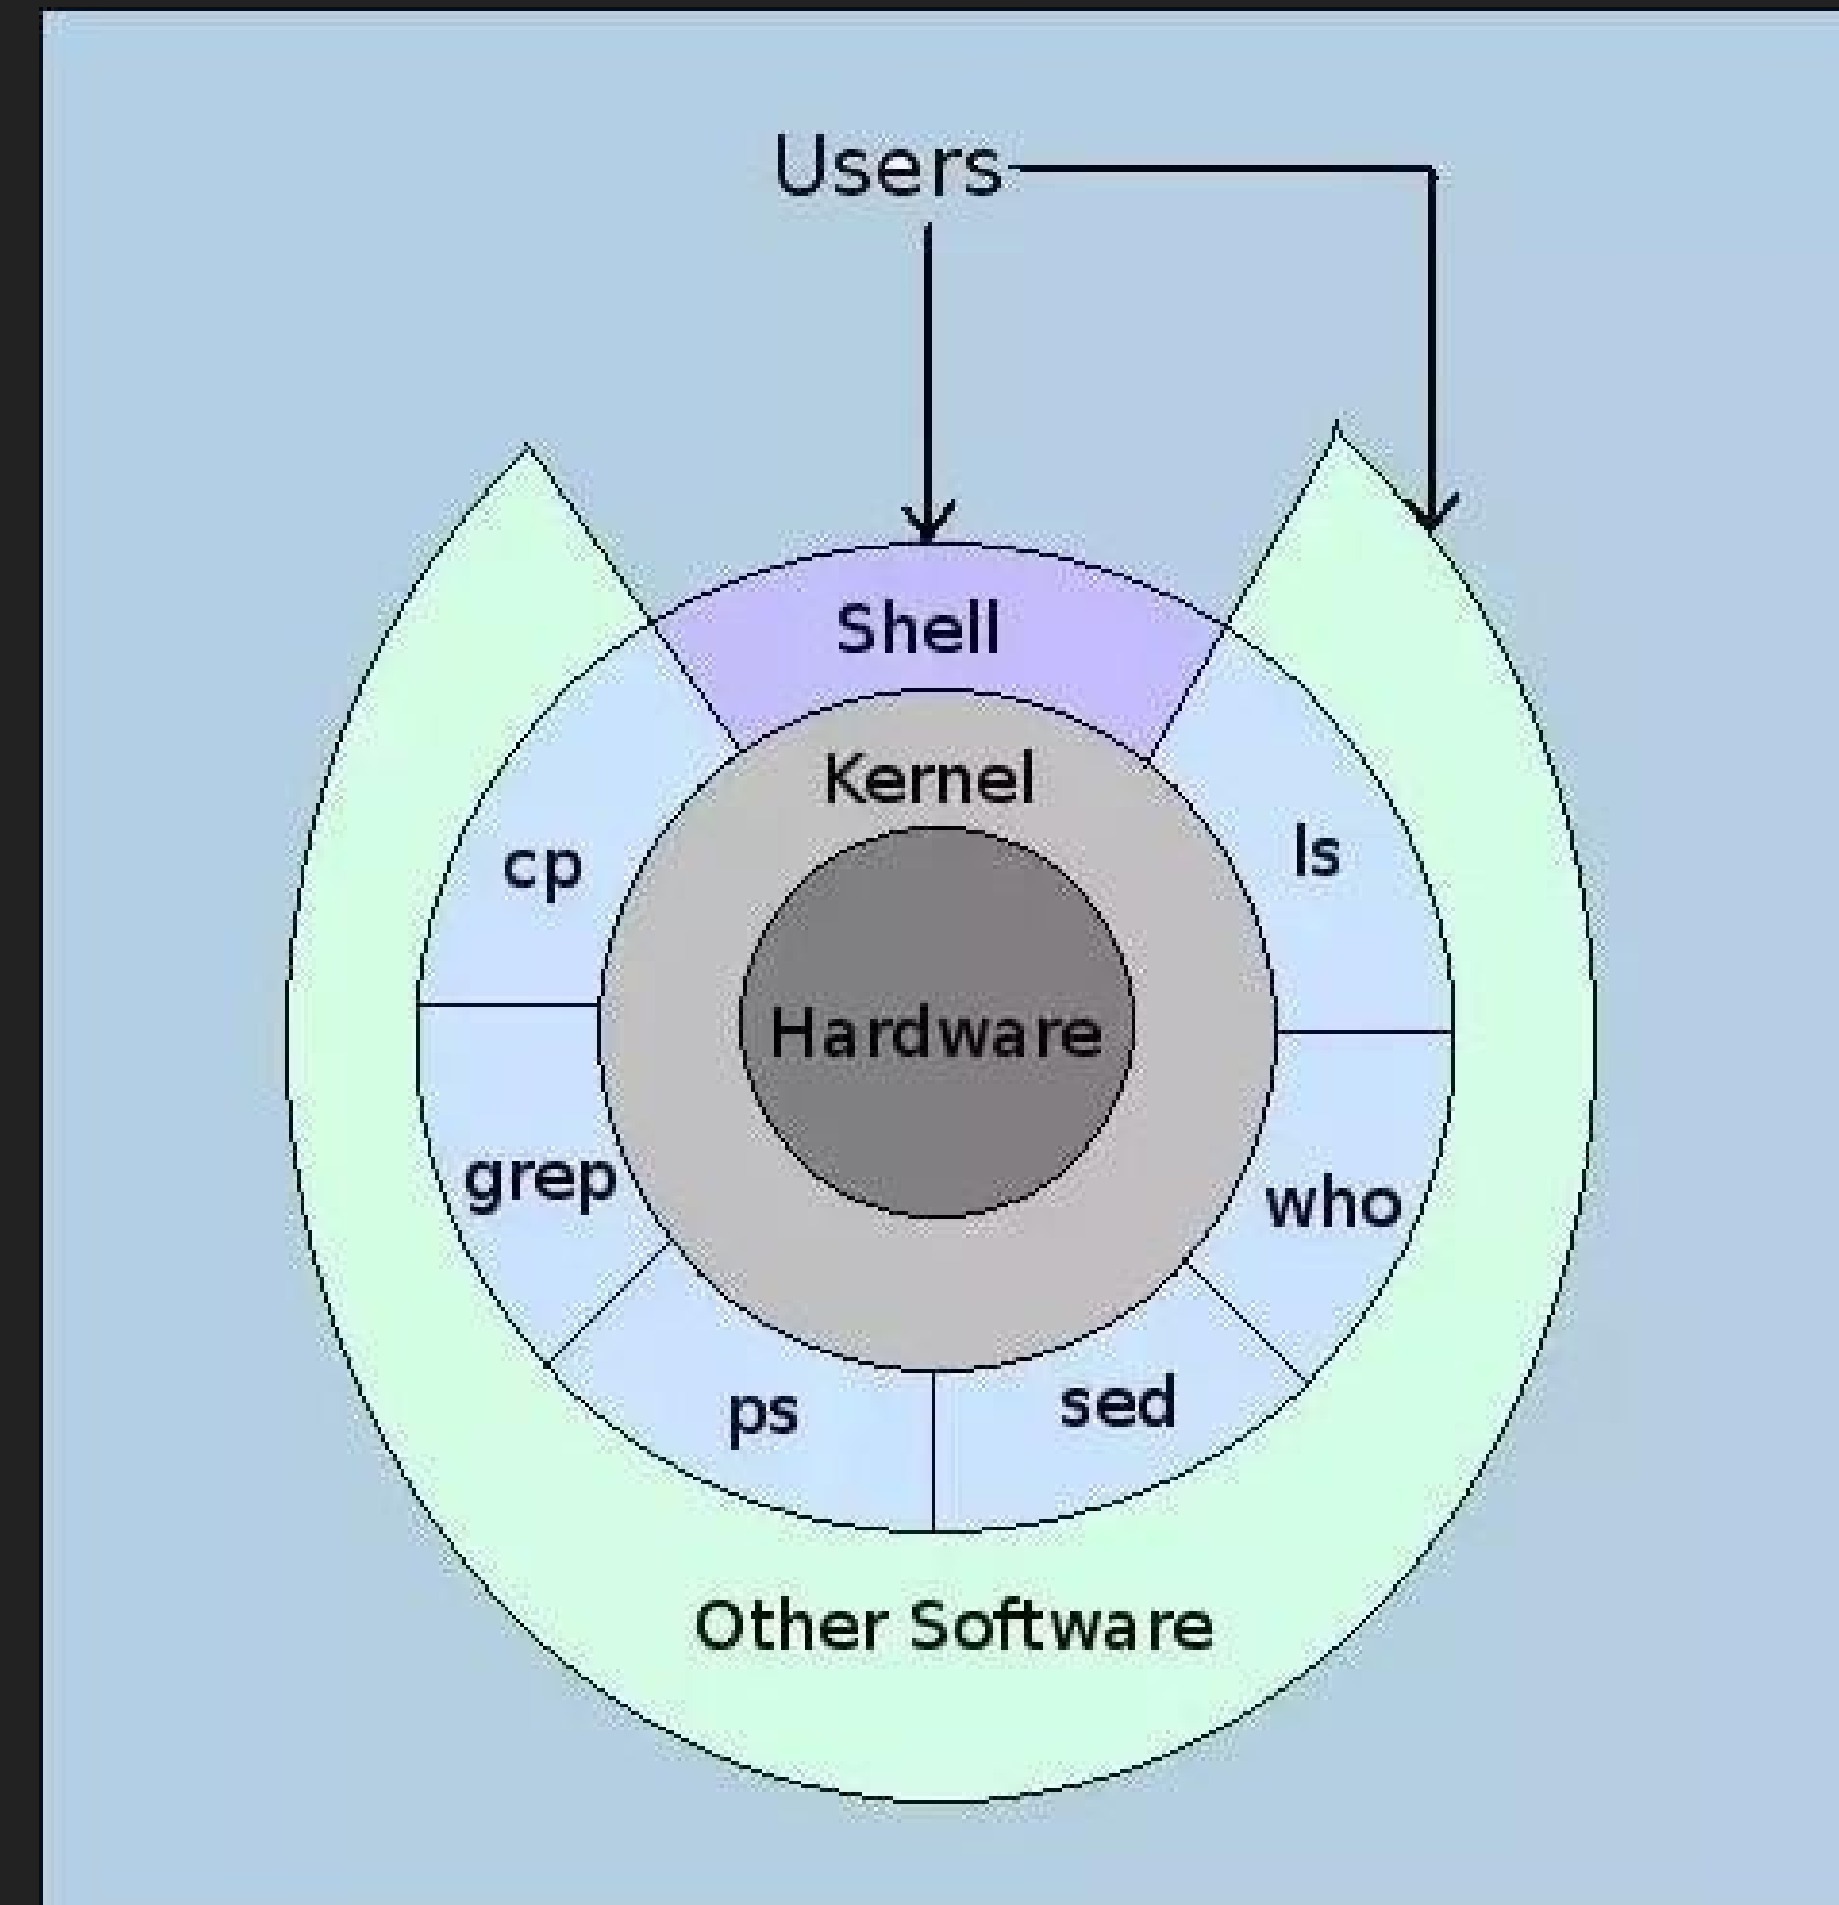 Users
Shell
Kernel
cp
ls
Hardware
grep
who
ps
sed
Other Software